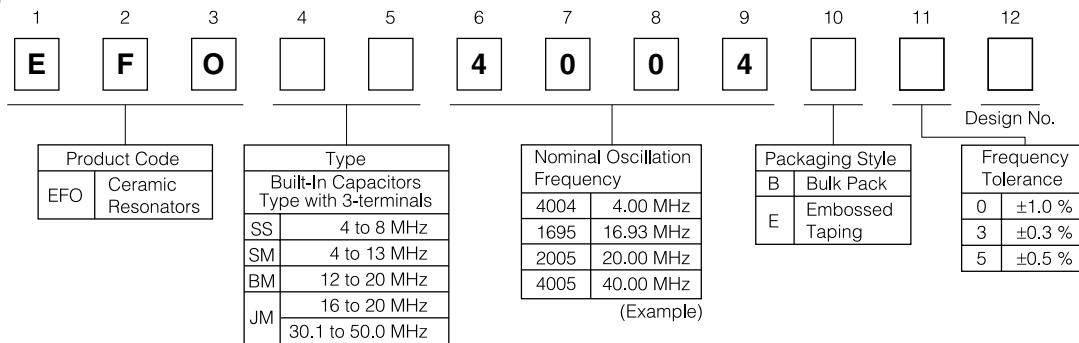 1 2 3 4 5 6 7 8 9 10 11 12
E F O 4 0 0 4
Design No.
Product Code
EFO Ceramic Resonators
Type
Built-In Capacitors
Type with 3-terminals
SS 4 to 8 MHz
SM 4 to 13 MHz
BM 12 to 20 MHz
JM 16 to 20 MHz
30.1 to 50.0 MHz
Nominal Oscillation
Frequency
4004 4.00 MHz
1695 16.93 MHz
2005 20.00 MHz
4005 40.00 MHz
(Example)
Packaging Style
B Bulk Pack
E Embossed Taping
Frequency
Tolerance
0 ±1.0 %
3 ±0.3 %
5 ±0.5 %